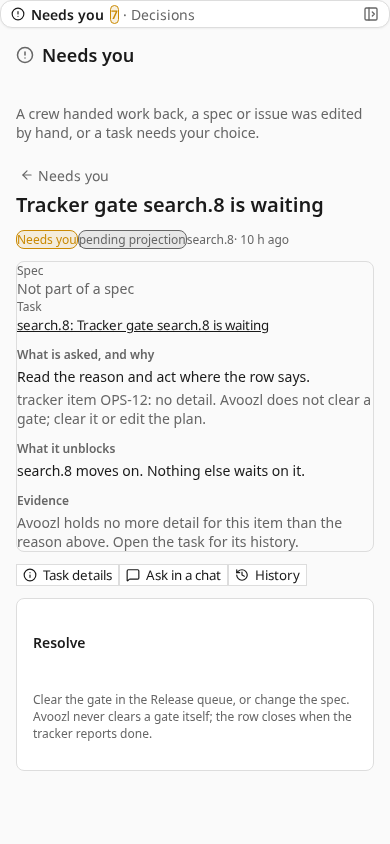 Needs you 7 · Decisions
Needs you
A crew handed work back, a spec or issue was edited
by hand, or a task needs your choice.
Needs you
Tracker gate search.8 is waiting
Needs you pending projection search.8 · 10 h ago
Spec
Not part of a spec
Task
search.8: Tracker gate search.8 is waiting
What is asked, and why
Read the reason and act where the row says.
tracker item OPS-12: no detail. Avoozl does not clear a
gate; clear it or edit the plan.
What it unblocks
search.8 moves on. Nothing else waits on it.
Evidence
Avoozl holds no more detail for this item than the
reason above. Open the task for its history.
Task details Ask in a chat History
Resolve
Clear the gate in the Release queue, or change the spec.
Avoozl never clears a gate itself; the row closes when the
tracker reports done.